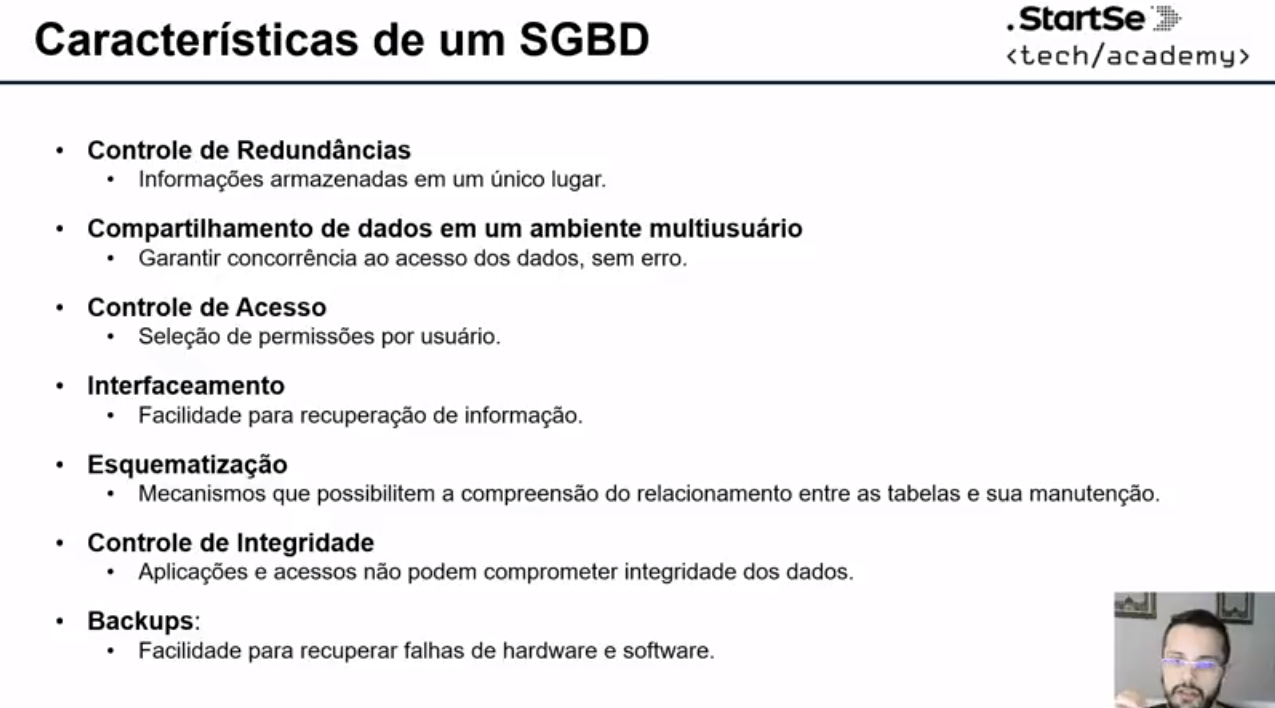 Características de um SGBD
.StartSe
<tech/academy>
• Controle de Redundâncias
• Informações armazenadas em um único lugar.
• Compartilhamento de dados em um ambiente multiusuário
• Garantir concorrência ao acesso dos dados, sem erro.
• Controle de Acesso
• Seleção de permissões por usuário.
• Interfaceamento
• Facilidade para recuperação de informação.
• Esquematização
• Mecanismos que possibilitem a compreensão do relacionamento entre as tabelas e sua manutenção.
• Controle de Integridade
• Aplicações e acessos não podem comprometer integridade dos dados.
• Backups:
• Facilidade para recuperar falhas de hardware e software.